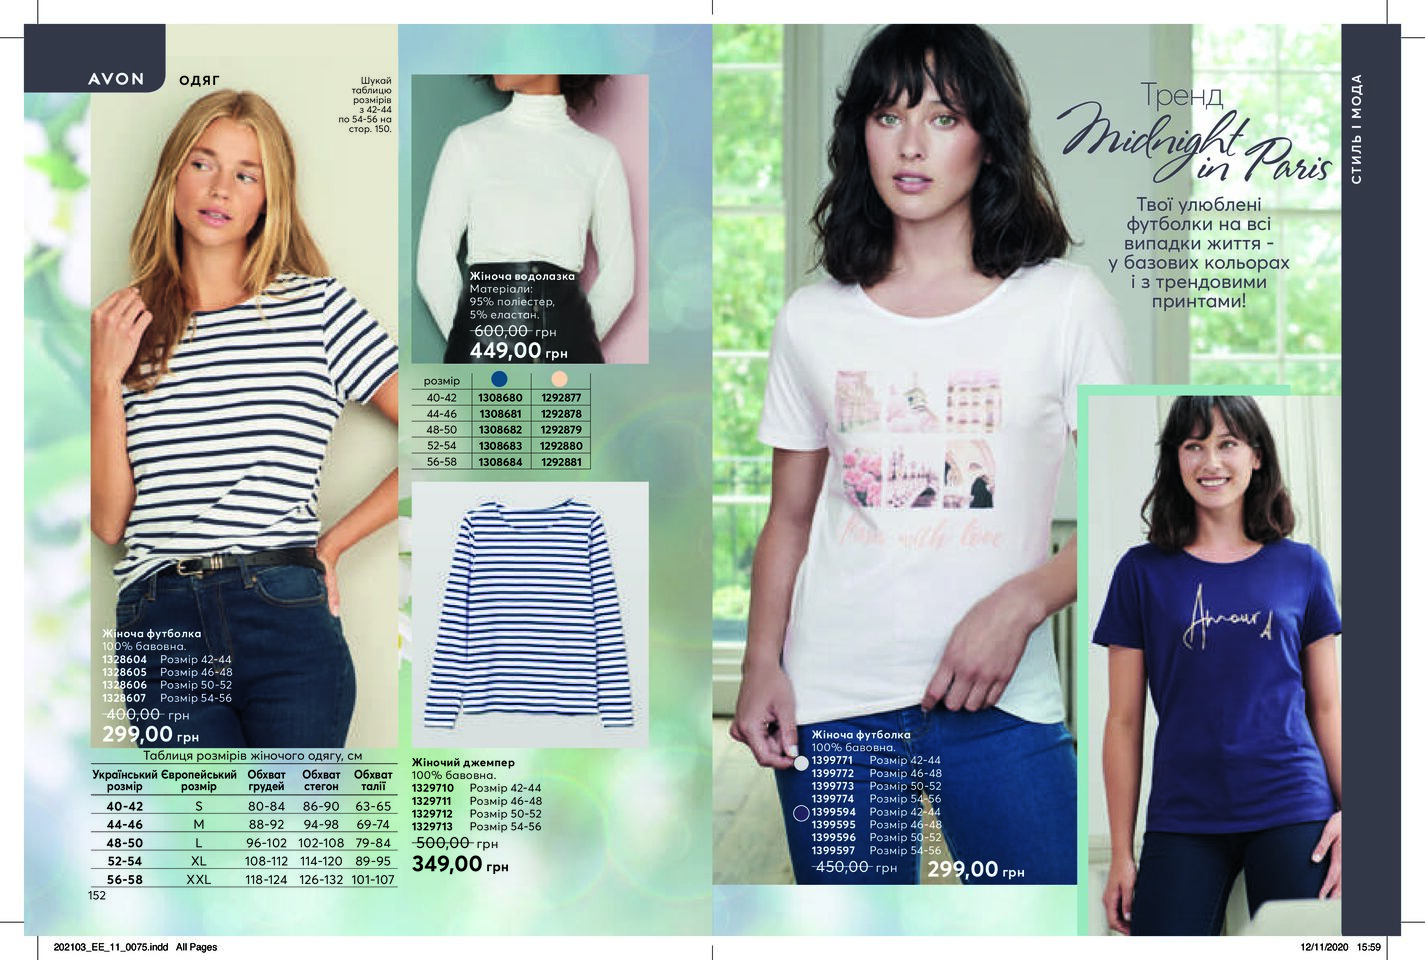 AVON
ОДЯГ
Шукай
таблицю
розмірів
з 42-44
по 54-56 на
стор. 150.
Жіноча водолазка
Матеріали:
95% поліестер,
5% еластан.
600,00 грн
449,00 грн
розмір
40-42 1308680 1292877
44-46 1308681 1292878
48-50 1308682 1292879
52-54 1308683 1292880
56-58 1308684 1292881
Жіноча футболка
100% бавовна.
1328604 Розмір 42-44
1328605 Розмір 46-48
1328606 Розмір 50-52
1328607 Розмір 54-56
400,00 грн
299,00 грн
Таблиця розмірів жіночого одягу, см
Український Європейський Обхват Обхват Обхват
розмір розмір грудей стегон талії
40-42 S 80-84 86-90 63-65
44-46 M 88-92 94-98 69-74
48-50 L 96-102 102-108 79-84
52-54 XL 108-112 114-120 89-95
56-58 XXL 118-124 126-132 101-107
152
Жіночий джемпер
100% бавовна.
1329710 Розмір 42-44
1329711 Розмір 46-48
1329712 Розмір 50-52
1329713 Розмір 54-56
500,00 грн
349,00 грн
Тренд
Midnight
in Paris
Твої улюблені
футболки на всі
випадки життя -
у базових кольорах
і з трендовими
принтами!
СТИЛЬ І МОДА
Paris with love
Amour
Жіноча футболка
100% бавовна.
1399771 Розмір 42-44
1399772 Розмір 46-48
1399773 Розмір 50-52
1399774 Розмір 54-56
1399594 Розмір 42-44
1399595 Розмір 46-48
1399596 Розмір 50-52
1399597 Розмір 54-56
450,00 грн 299,00 грн
202103_EE_11_0075.indd All Pages
12/11/2020 15:59